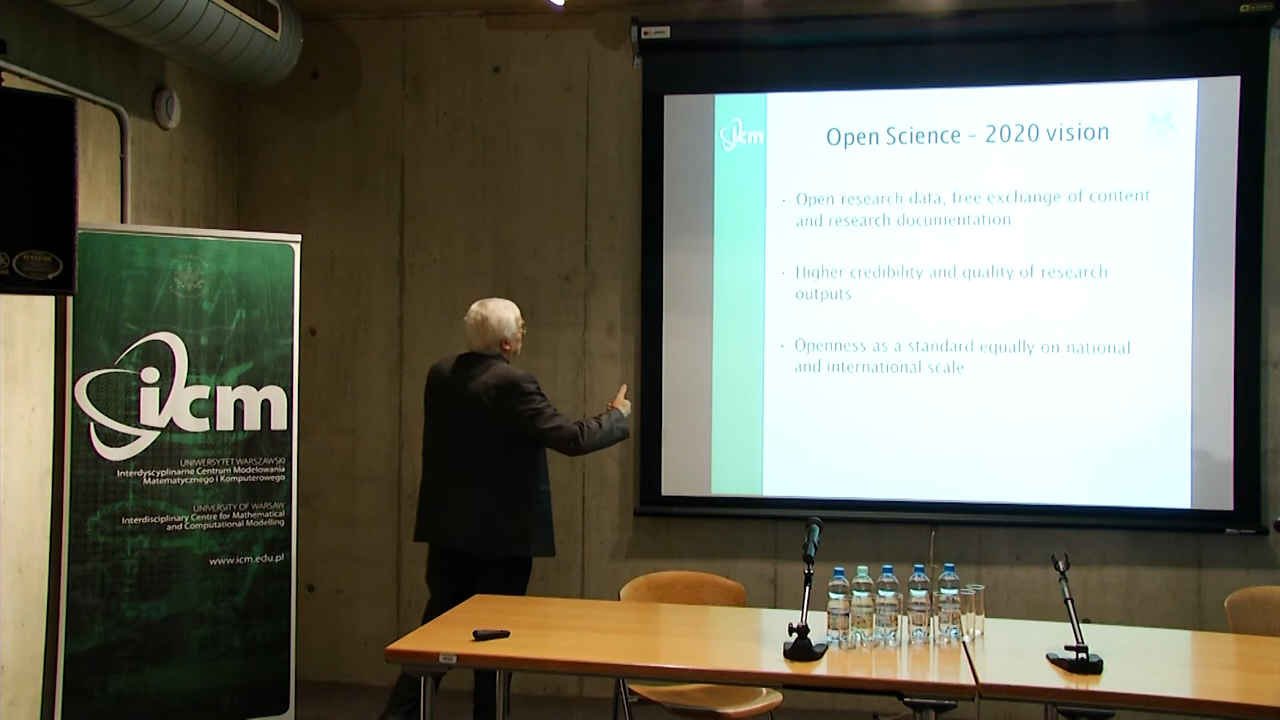 icm
UNIWERSYTET WARSZAWSKI
Interdyscyplinarne Centrum Modelowania
Matematycznego i Komputerowego
UNIVERSITY OF WARSAW
Interdisciplinary Centre for Mathematical
and Computational Modelling
www.icm.edu.pl
icm
Open Science – 2020 vision
· Open research data, free exchange of content
and research documentation
· Higher credibility and quality of research
outputs
· Openness as a standard equally on national
and international scale